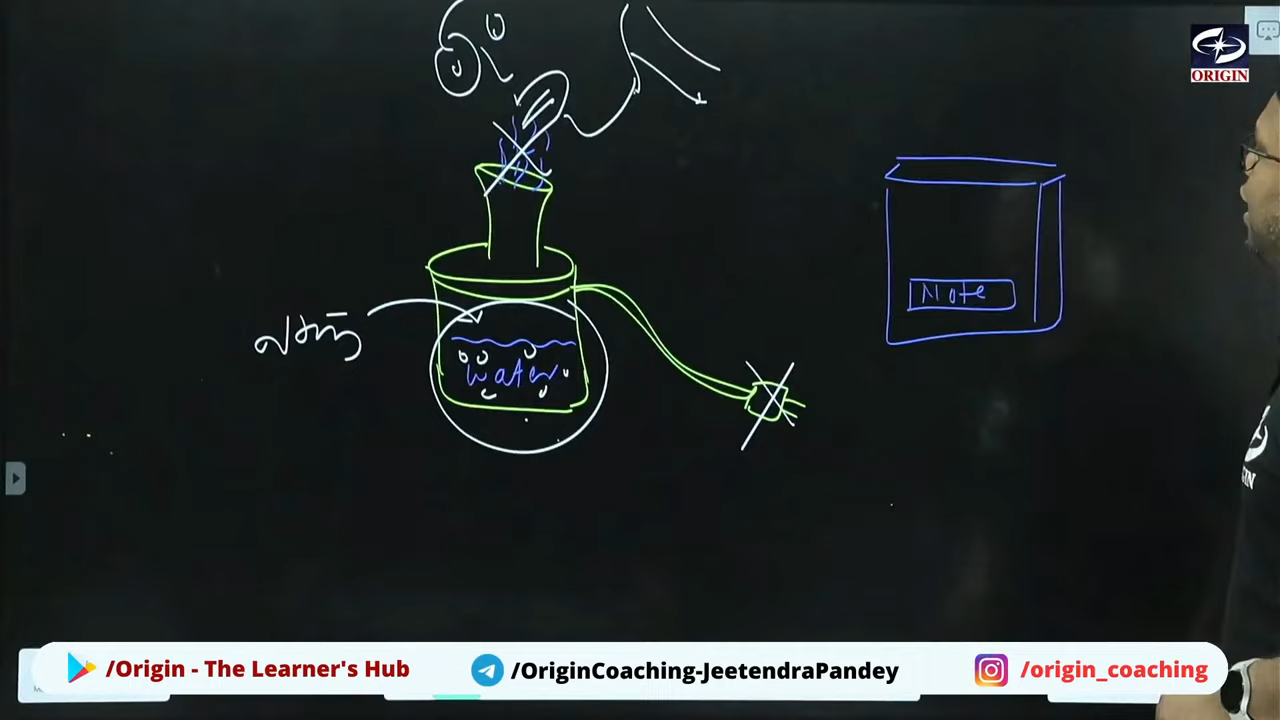 ORIGIN
Note
water
/Origin - The Learner's Hub
/OriginCoaching-JeetendraPandey
/origin_coaching